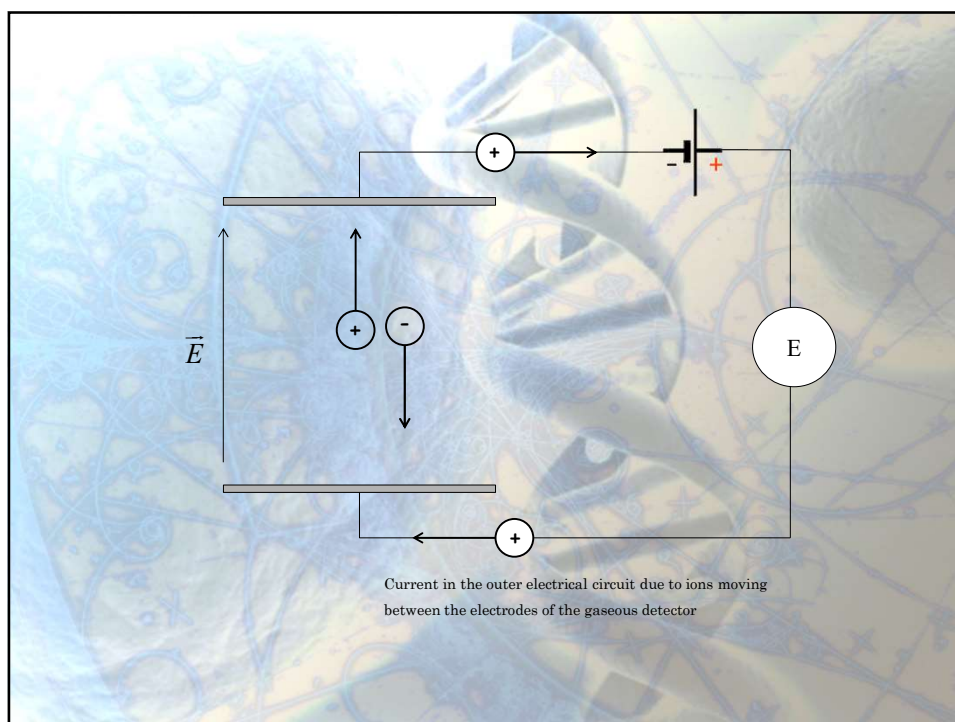 +
- +
+ -
E⃗
E
+
Current in the outer electrical circuit due to ions moving
between the electrodes of the gaseous detector